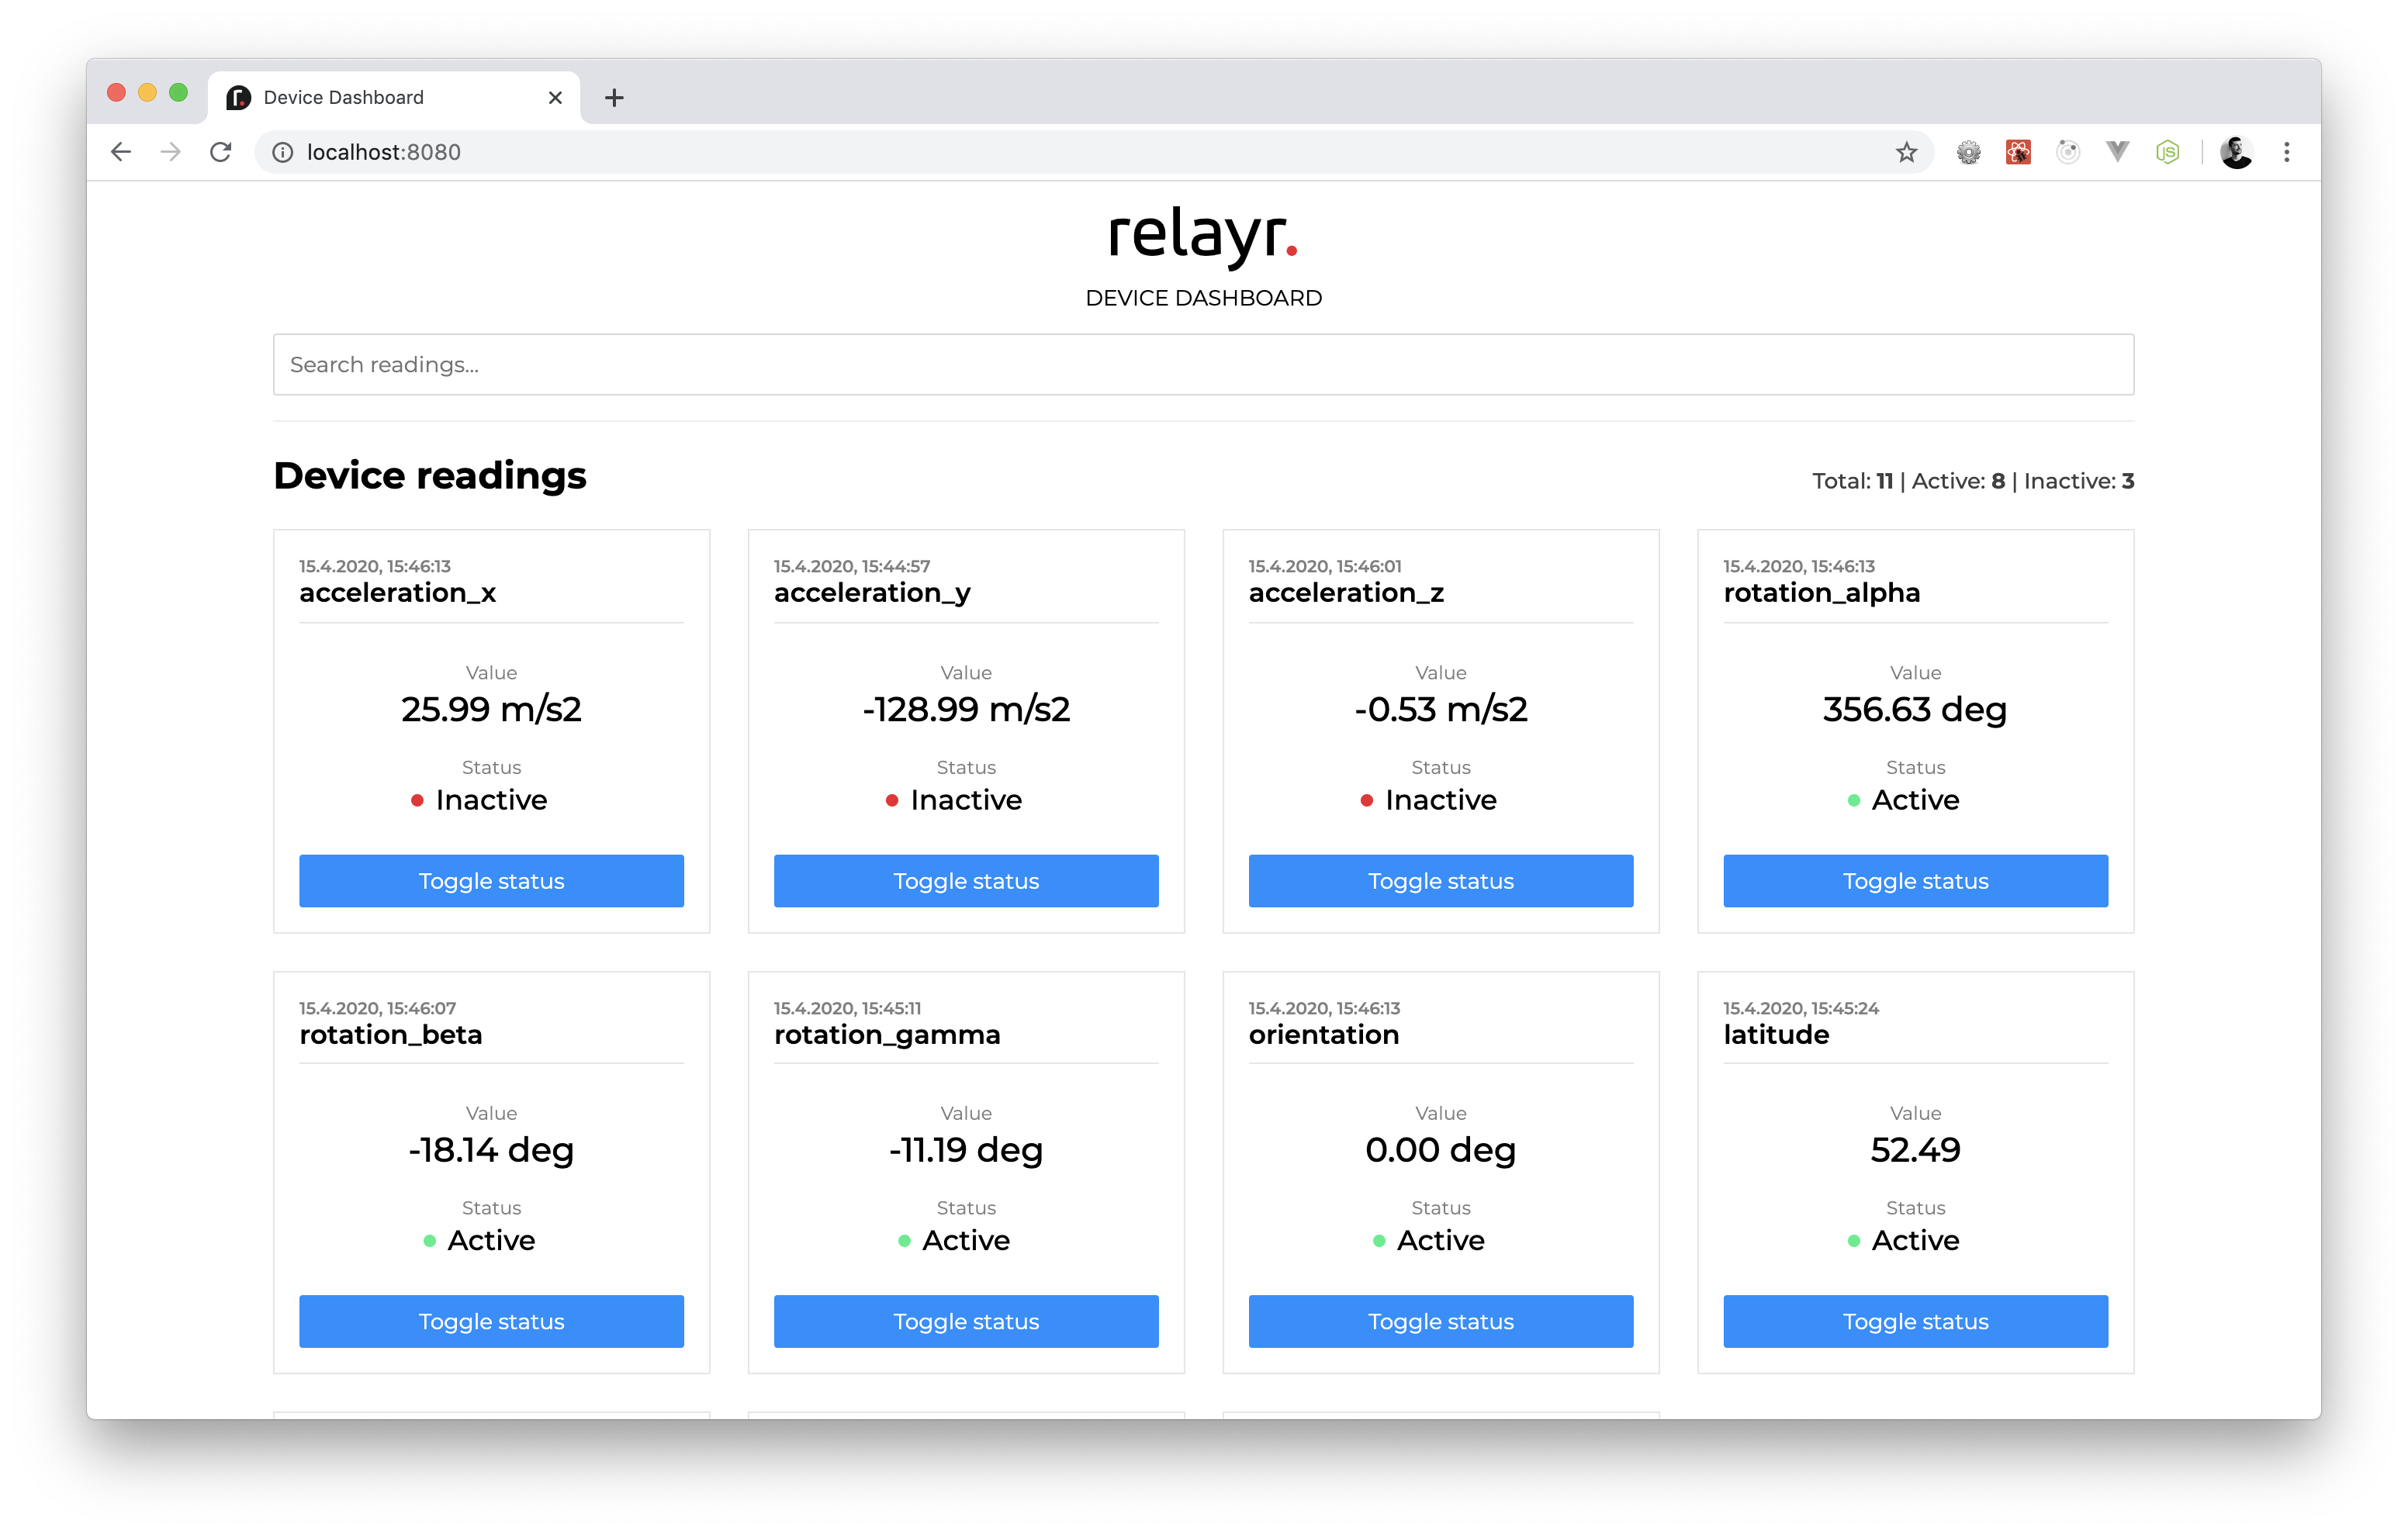 Device Dashboard
localhost:8080
relayr.
DEVICE DASHBOARD
Search readings...
Device readings
Total: 11 | Active: 8 | Inactive: 3
15.4.2020, 15:46:13
acceleration_x
Value
25.99 m/s2
Status
Inactive
Toggle status
15.4.2020, 15:44:57
acceleration_y
Value
-128.99 m/s2
Status
Inactive
Toggle status
15.4.2020, 15:46:01
acceleration_z
Value
-0.53 m/s2
Status
Inactive
Toggle status
15.4.2020, 15:46:13
rotation_alpha
Value
356.63 deg
Status
Active
Toggle status
15.4.2020, 15:46:07
rotation_beta
Value
-18.14 deg
Status
Active
Toggle status
15.4.2020, 15:45:11
rotation_gamma
Value
-11.19 deg
Status
Active
Toggle status
15.4.2020, 15:46:13
orientation
Value
0.00 deg
Status
Active
Toggle status
15.4.2020, 15:45:24
latitude
Value
52.49
Status
Active
Toggle status